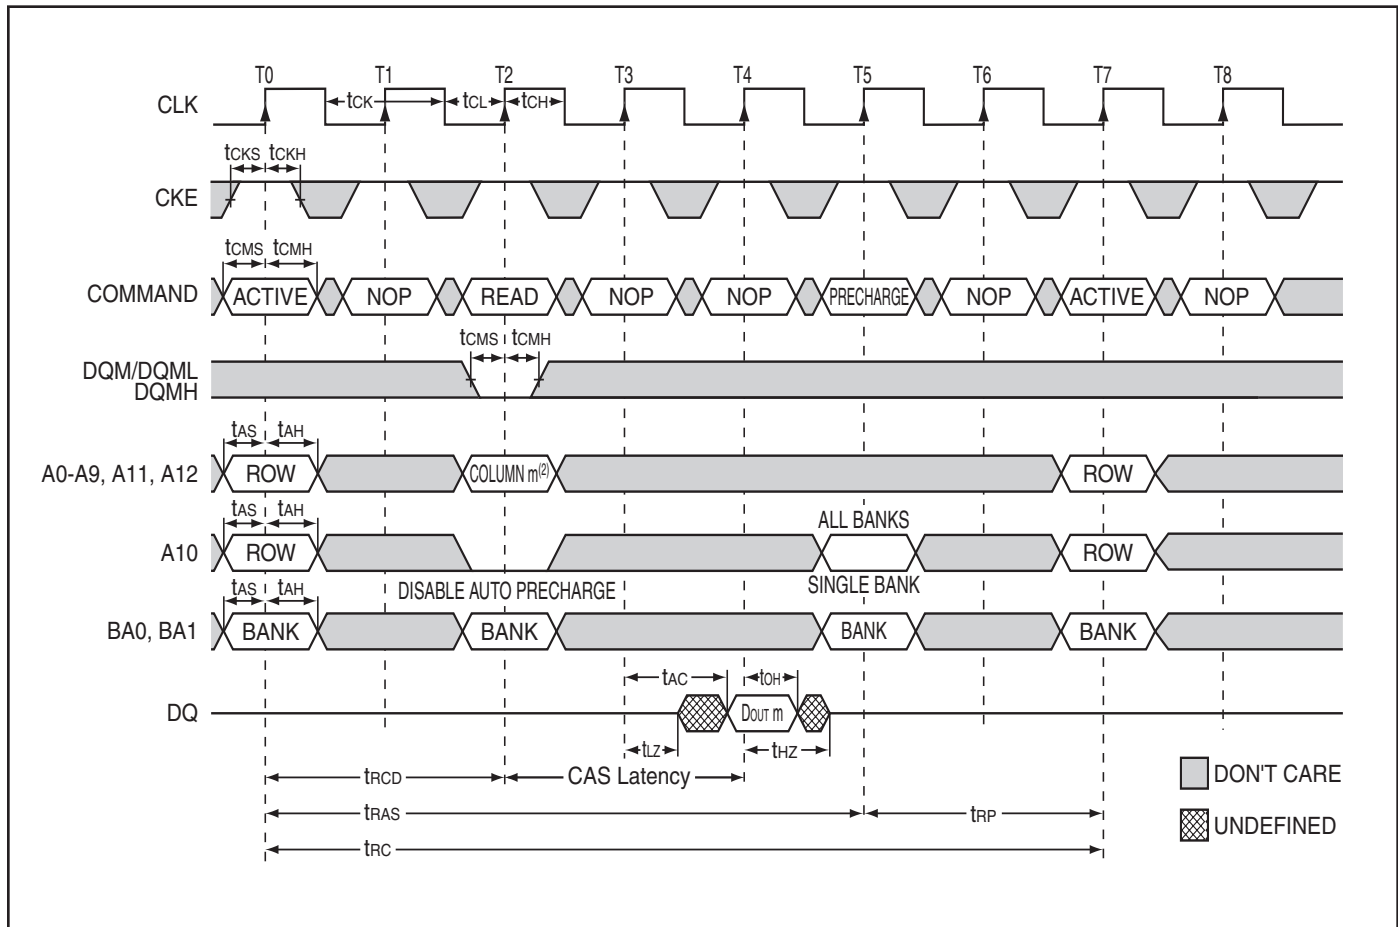 T0 T1 T2 T3 T4 T5 T6 T7 T8
CLK tCK tCL tCH
tCKS tCKH
CKE
tCMS tCMH
COMMAND ACTIVE NOP READ NOP NOP PRECHARGE NOP ACTIVE NOP
tCMS tCMH
DQM/DQML
DQMH
tAS tAH
A0-A9, A11, A12 ROW COLUMN m(2) ROW
tAS tAH ALL BANKS
A10 ROW ROW
DISABLE AUTO PRECHARGE SINGLE BANK
tAS tAH
BA0, BA1 BANK BANK BANK BANK
tAC tOH
DQ DOUT m
tLZ tHZ
tRCD CAS Latency DON'T CARE
tRAS tRP
UNDEFINED
tRC